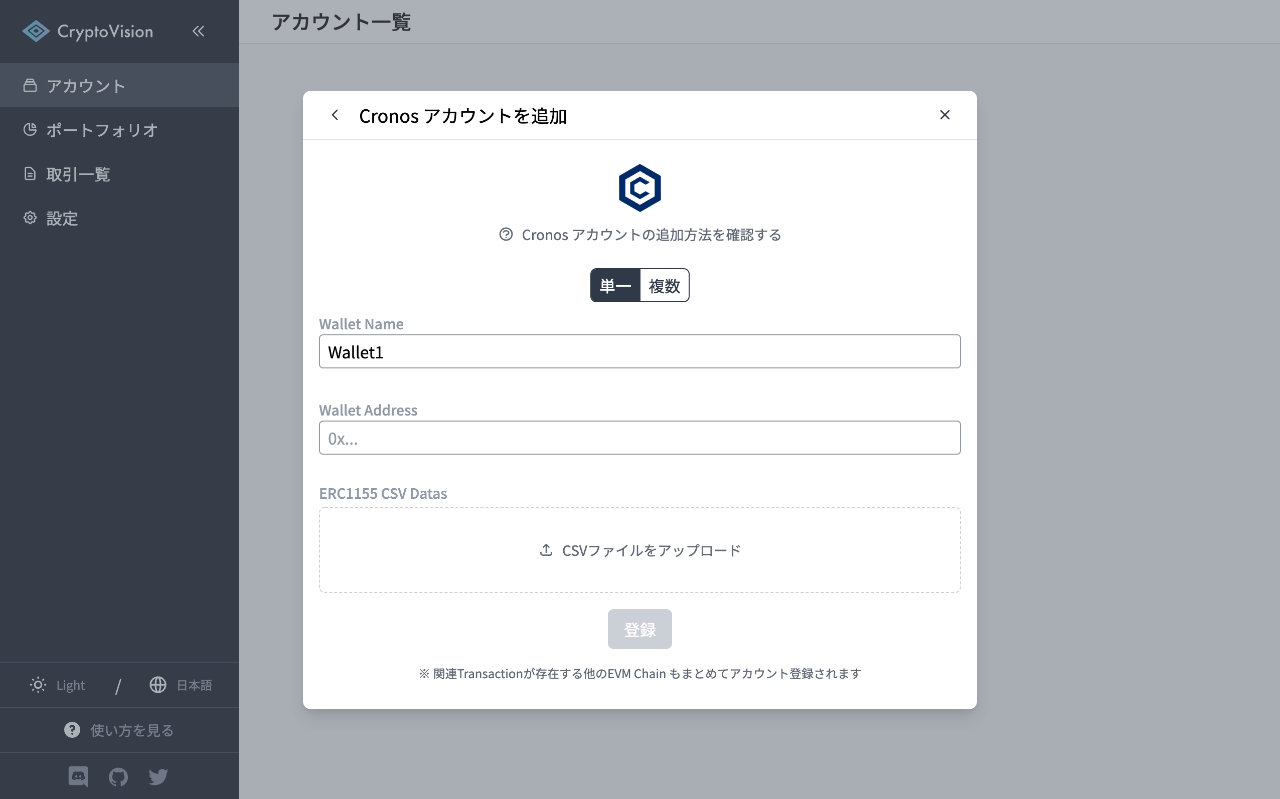 CryptoVision
アカウント
ポートフォリオ
取引一覧
設定
Light / 日本語
使い方を見る
アカウント一覧
Cronos アカウントを追加
Cronos アカウントの追加方法を確認する
単一 複数
Wallet Name
Wallet1
Wallet Address
0x...
ERC1155 CSV Datas
CSVファイルをアップロード
登録
※ 関連Transactionが存在する他のEVM Chain もまとめてアカウント登録されます